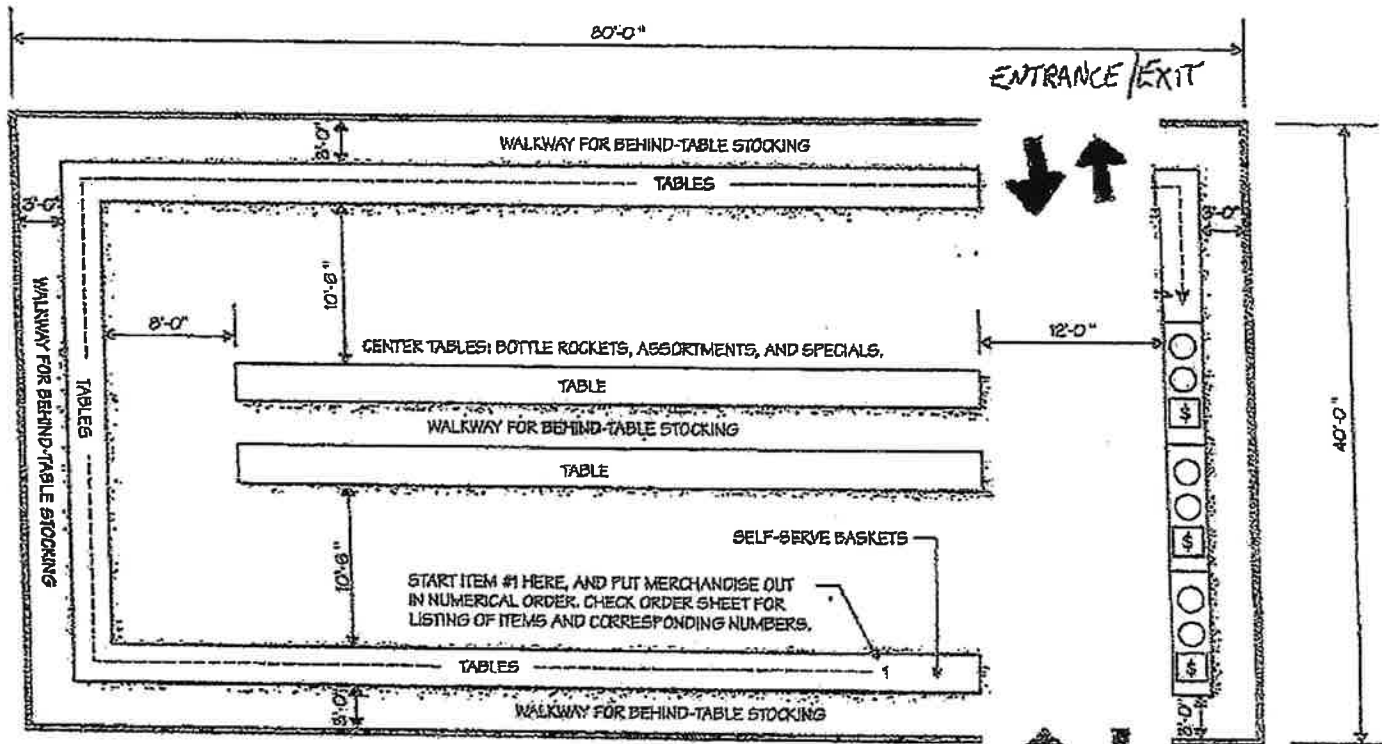 80'-0"
ENTRANCE/EXIT
WALKWAY FOR BEHIND-TABLE STOCKING
3'-0"
TABLES
3'-0"
3'-0"
10'-6"
40'-0"
WALKWAY FOR BEHIND-TABLE STOCKING
TABLES
8'-0"
12'-0"
CENTER TABLES: BOTTLE ROCKETS, ASSORTMENTS, AND SPECIALS.
TABLE
WALKWAY FOR BEHIND-TABLE STOCKING
TABLE
$
$
$
10'-6"
SELF-SERVE BASKETS
START ITEM #1 HERE, AND PUT MERCHANDISE OUT
IN NUMERICAL ORDER. CHECK ORDER SHEET FOR
LISTING OF ITEMS AND CORRESPONDING NUMBERS.
TABLES
1
3'-0"
WALKWAY FOR BEHIND-TABLE STOCKING
3'-0"